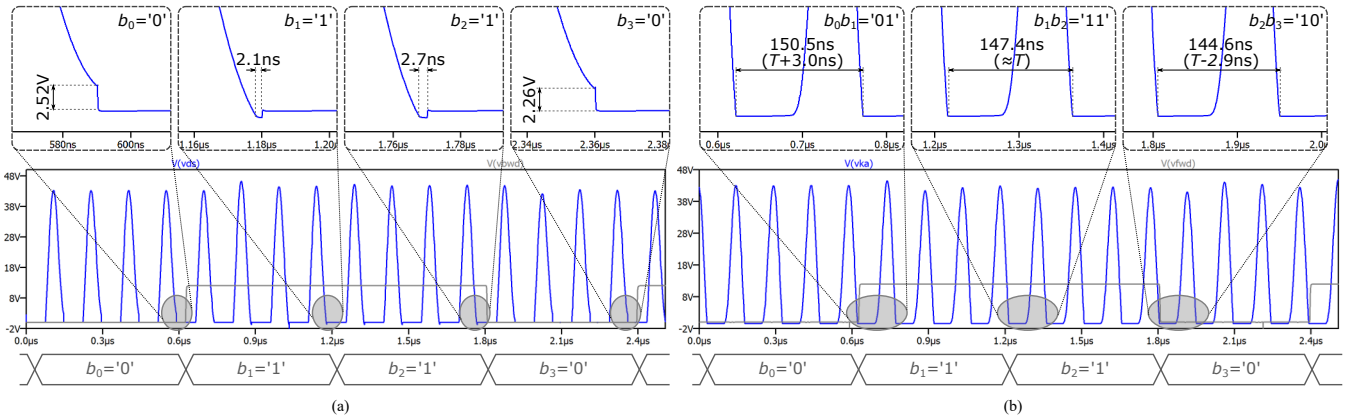 b₀='0'
2.52V
580ns 600ns
b₁='1'
2.1ns
1.16µs 1.18µs 1.20µs
b₂='1'
2.7ns
1.76µs 1.78µs
b₃='0'
2.26V
2.34µs 2.36µs 2.38µs
V(vds) V(vbwd)
48V
38V
28V
18V
8V
-2V
0.0µs 0.3µs 0.6µs 0.9µs 1.2µs 1.5µs 1.8µs 2.1µs 2.4µs
b₀='0' b₁='1' b₂='1' b₃='0'
(a)
b₀b₁='01'
150.5ns
(T+3.0ns)
0.6µs 0.7µs 0.8µs
b₁b₂='11'
147.4ns
(≈T)
1.2µs 1.3µs 1.4µs
b₂b₃='10'
144.6ns
(T-2.9ns)
1.8µs 1.9µs 2.0µs
V(vka) V(vfwd)
48V
38V
28V
18V
8V
-2V
0.0µs 0.3µs 0.6µs 0.9µs 1.2µs 1.5µs 1.8µs 2.1µs 2.4µs
b₀='0' b₁='1' b₂='1' b₃='0'
(b)